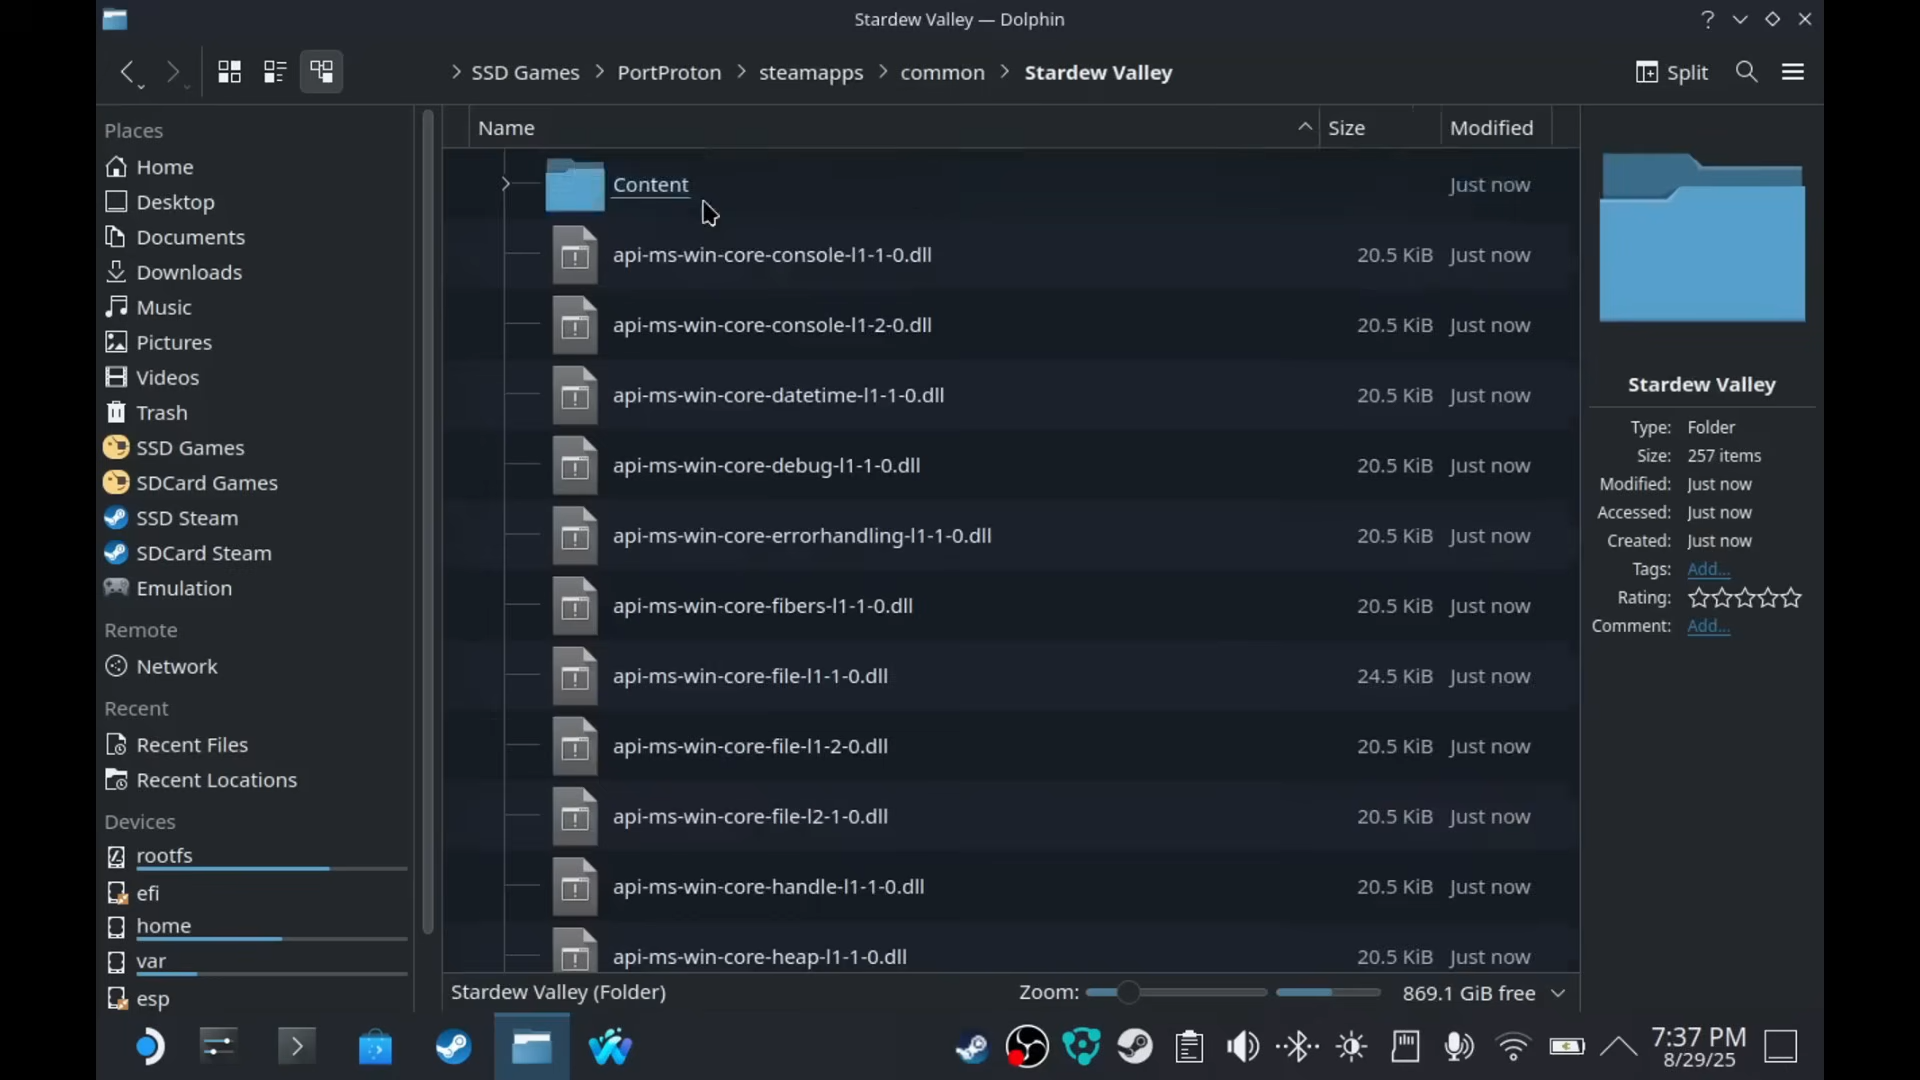 Stardew Valley — Dolphin
?
SSD Games
PortProton
steamapps
common
Stardew Valley
Split
Places
Home
Desktop
Documents
Downloads
Music
Pictures
Videos
Trash
SSD Games
SDCard Games
SSD Steam
SDCard Steam
Emulation
Remote
Network
Recent
Recent Files
Recent Locations
Devices
rootfs
efi
home
var
esp
Name Size Modified
Content Just now
api-ms-win-core-console-l1-1-0.dll 20.5 KiB Just now
api-ms-win-core-console-l1-2-0.dll 20.5 KiB Just now
api-ms-win-core-datetime-l1-1-0.dll 20.5 KiB Just now
api-ms-win-core-debug-l1-1-0.dll 20.5 KiB Just now
api-ms-win-core-errorhandling-l1-1-0.dll 20.5 KiB Just now
api-ms-win-core-fibers-l1-1-0.dll 20.5 KiB Just now
api-ms-win-core-file-l1-1-0.dll 24.5 KiB Just now
api-ms-win-core-file-l1-2-0.dll 20.5 KiB Just now
api-ms-win-core-file-l2-1-0.dll 20.5 KiB Just now
api-ms-win-core-handle-l1-1-0.dll 20.5 KiB Just now
api-ms-win-core-heap-l1-1-0.dll 20.5 KiB Just now
Stardew Valley (Folder) Zoom: 869.1 GiB free
Stardew Valley
Type: Folder
Size: 257 items
Modified: Just now
Accessed: Just now
Created: Just now
Tags: Add...
Rating:
Comment: Add...
7:37 PM
8/29/25